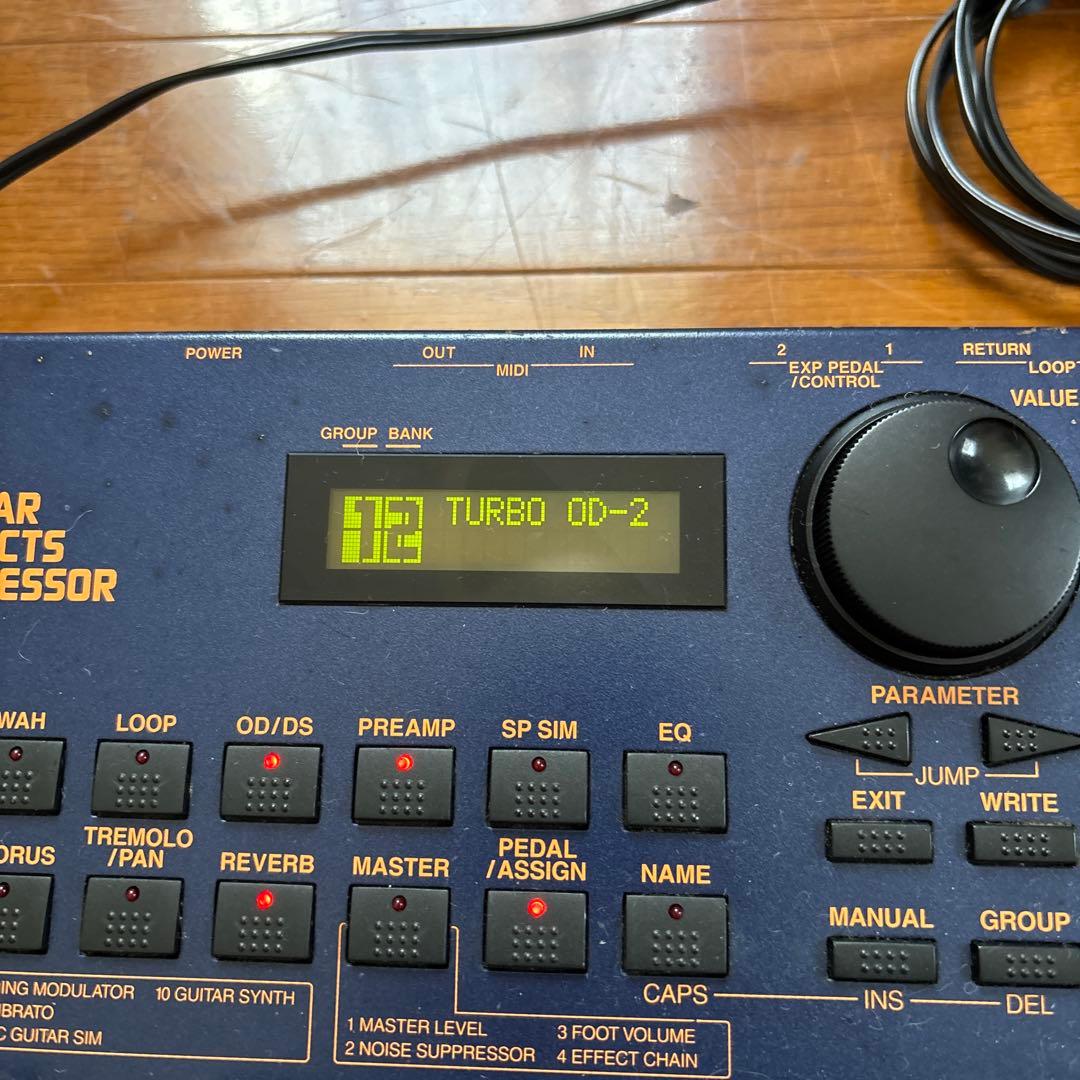 POWER
OUT
IN
MIDI
2
1
EXP PEDAL
/CONTROL
RETURN
LOOP
VALUE
GROUP BANK
12 TURBO OD-2
AR
CTS
ESSOR
PARAMETER
JUMP
EXIT
WRITE
WAH
LOOP
OD/DS
PREAMP
SP SIM
EQ
ORUS
TREMOLO
/PAN
REVERB
MASTER
PEDAL
/ASSIGN
NAME
MANUAL
GROUP
CAPS
INS
DEL
ING MODULATOR
10 GUITAR SYNTH
IBRATO
C GUITAR SIM
1 MASTER LEVEL
3 FOOT VOLUME
2 NOISE SUPPRESSOR
4 EFFECT CHAIN